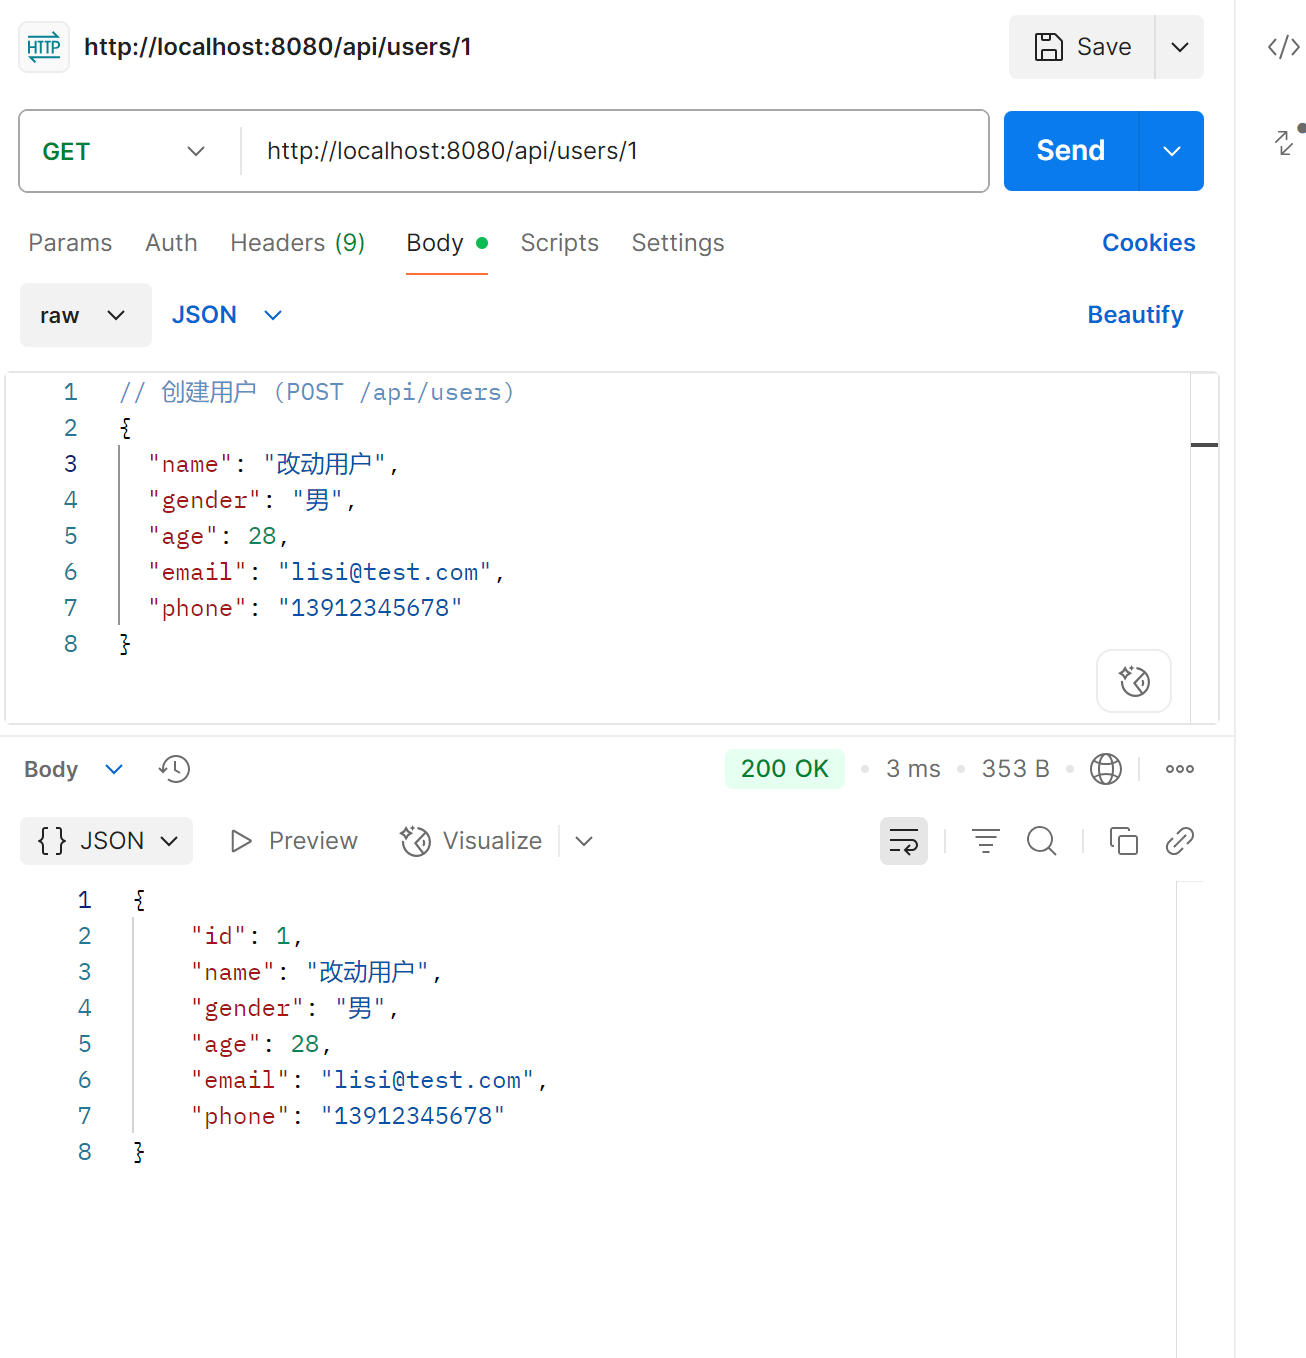 HTTP http://localhost:8080/api/users/1 Save
GET http://localhost:8080/api/users/1 Send
Params Auth Headers (9) Body Scripts Settings Cookies
raw JSON Beautify
1 // 创建用户 (POST /api/users)
2 {
3 "name": "改动用户",
4 "gender": "男",
5 "age": 28,
6 "email": "lisi@test.com",
7 "phone": "13912345678"
8 }
Body 200 OK 3 ms 353 B
{} JSON Preview Visualize
1 {
2 "id": 1,
3 "name": "改动用户",
4 "gender": "男",
5 "age": 28,
6 "email": "lisi@test.com",
7 "phone": "13912345678"
8 }